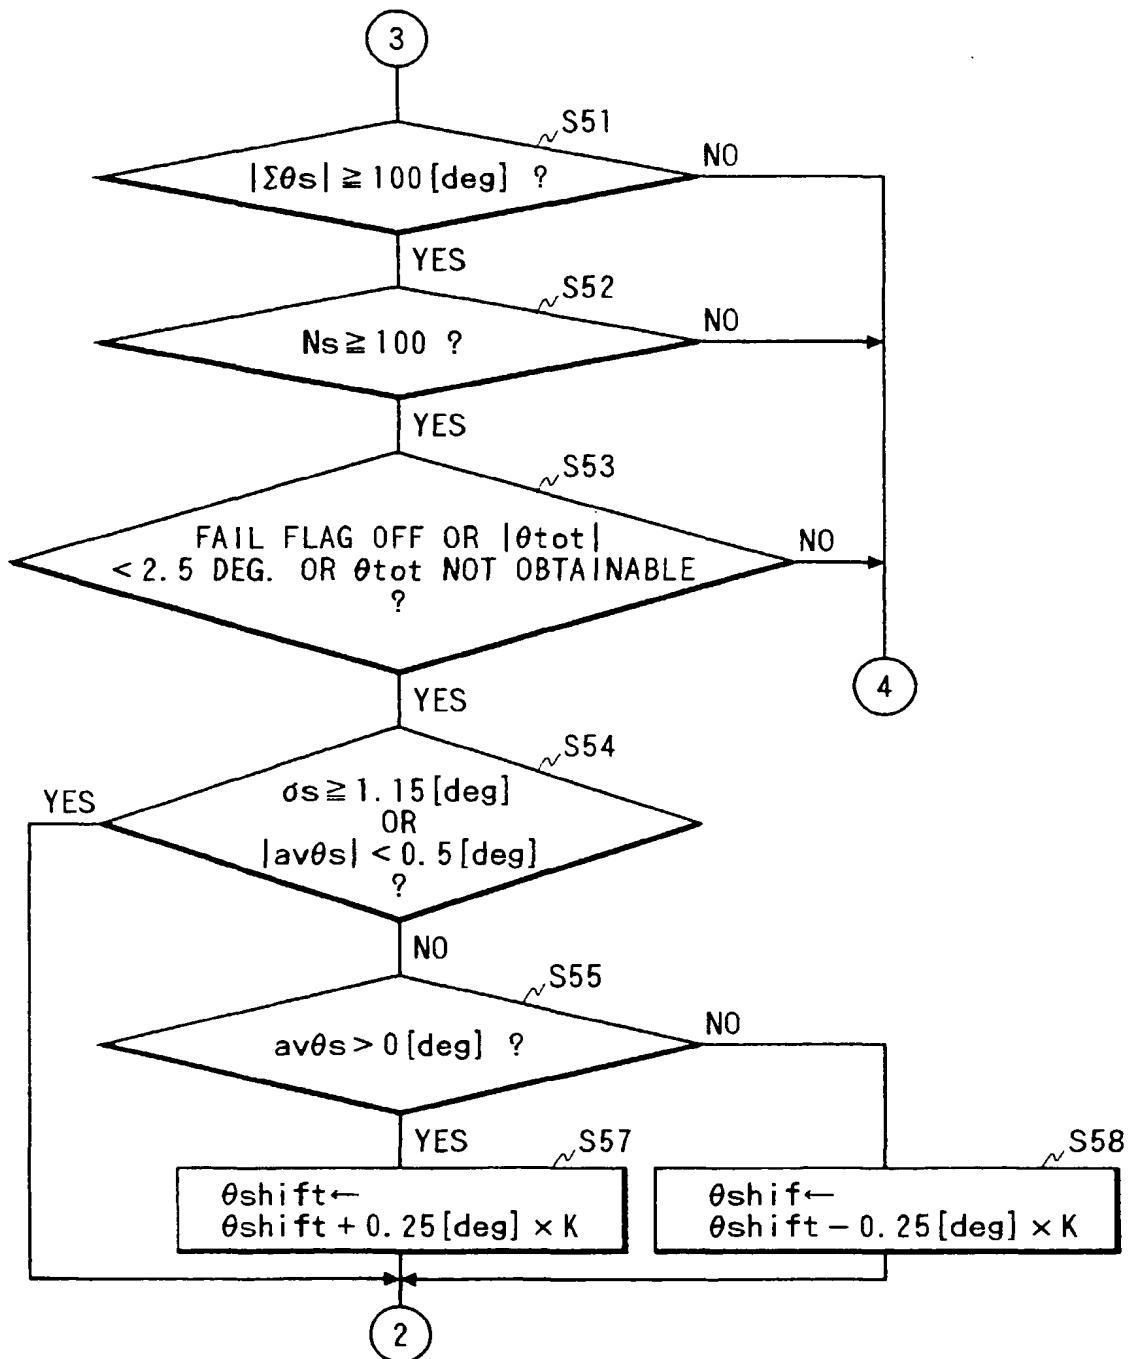 3
S51
|Σθs| ≧ 100 [deg] ?
NO
YES
S52
Ns ≧ 100 ?
NO
YES
S53
FAIL FLAG OFF OR |θtot|
< 2.5 DEG. OR θtot NOT OBTAINABLE
?
NO
4
YES
S54
σs ≧ 1.15 [deg]
OR
|avθs| < 0.5 [deg]
?
YES
NO
S55
avθs > 0 [deg] ?
NO
YES
S57
θshift←
θshift + 0.25 [deg] × K
S58
θshif←
θshift − 0.25 [deg] × K
2